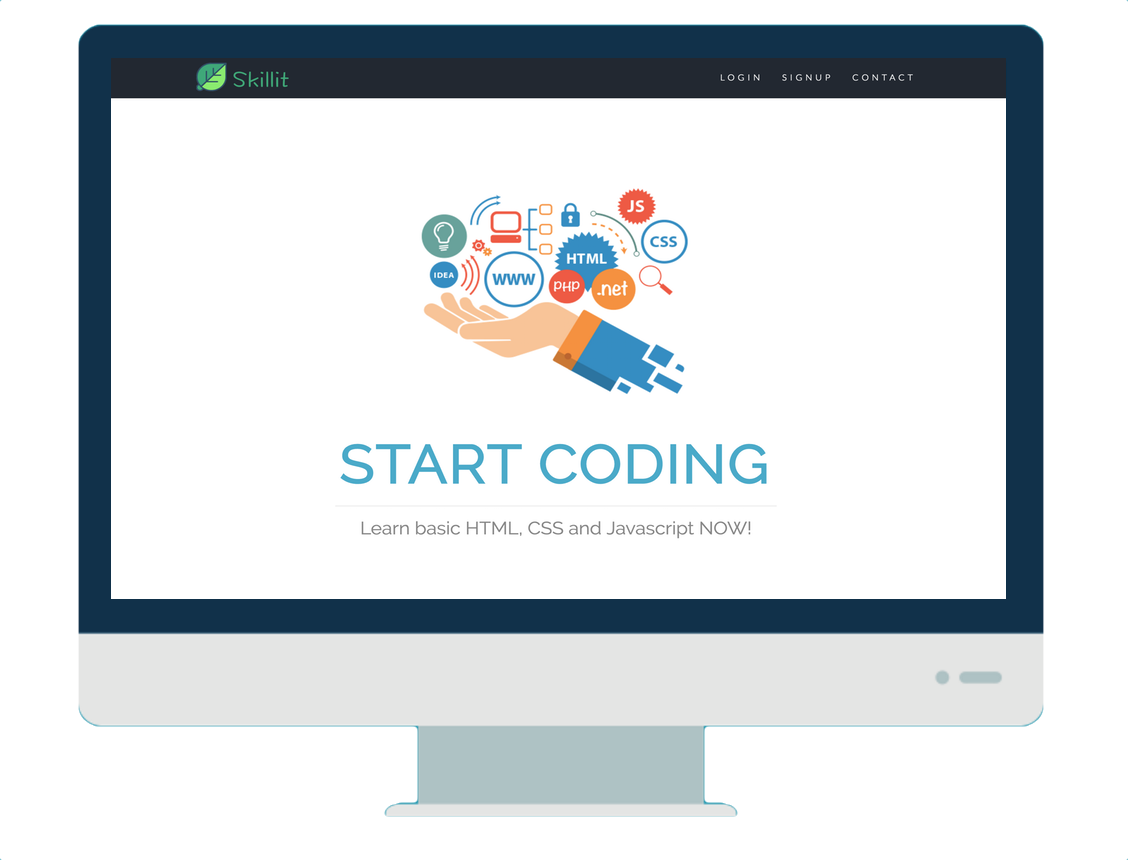 Skillit
LOGIN SIGNUP CONTACT
JS
CSS
HTML
IDEA
WWW
PHP
.net
START CODING
Learn basic HTML, CSS and Javascript NOW!